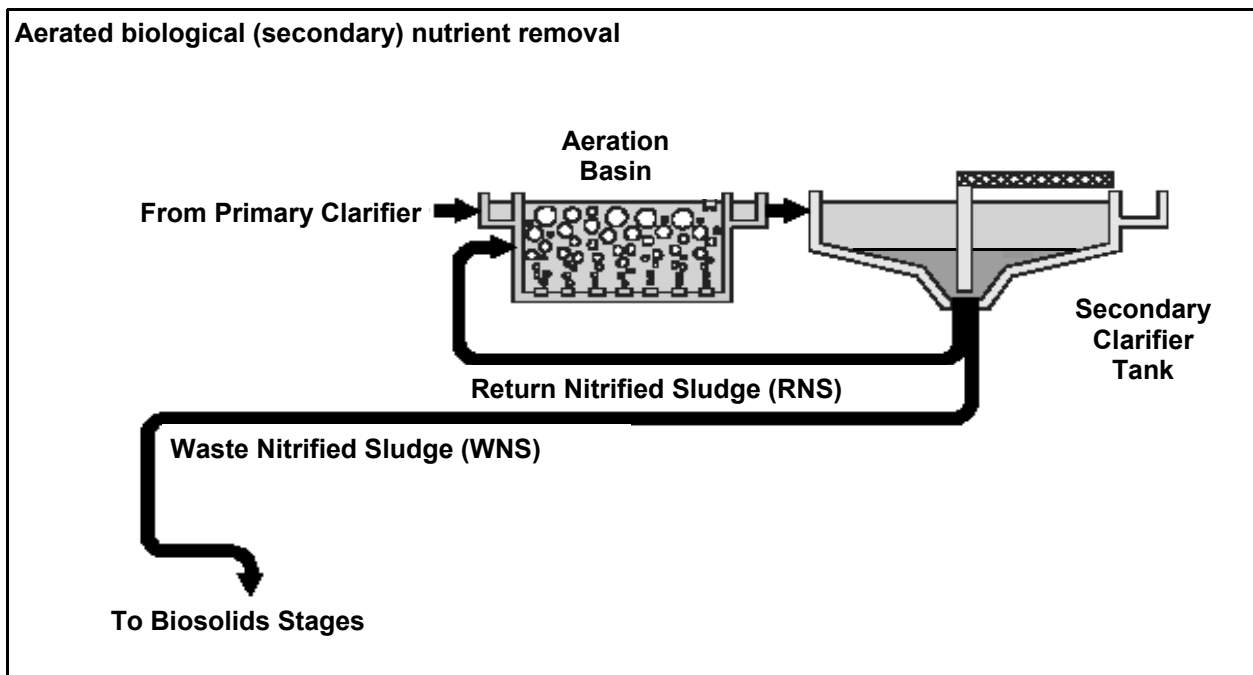 Aerated biological (secondary) nutrient removal
Aeration
Basin
From Primary Clarifier
Secondary
Clarifier
Tank
Return Nitrified Sludge (RNS)
Waste Nitrified Sludge (WNS)
To Biosolids Stages